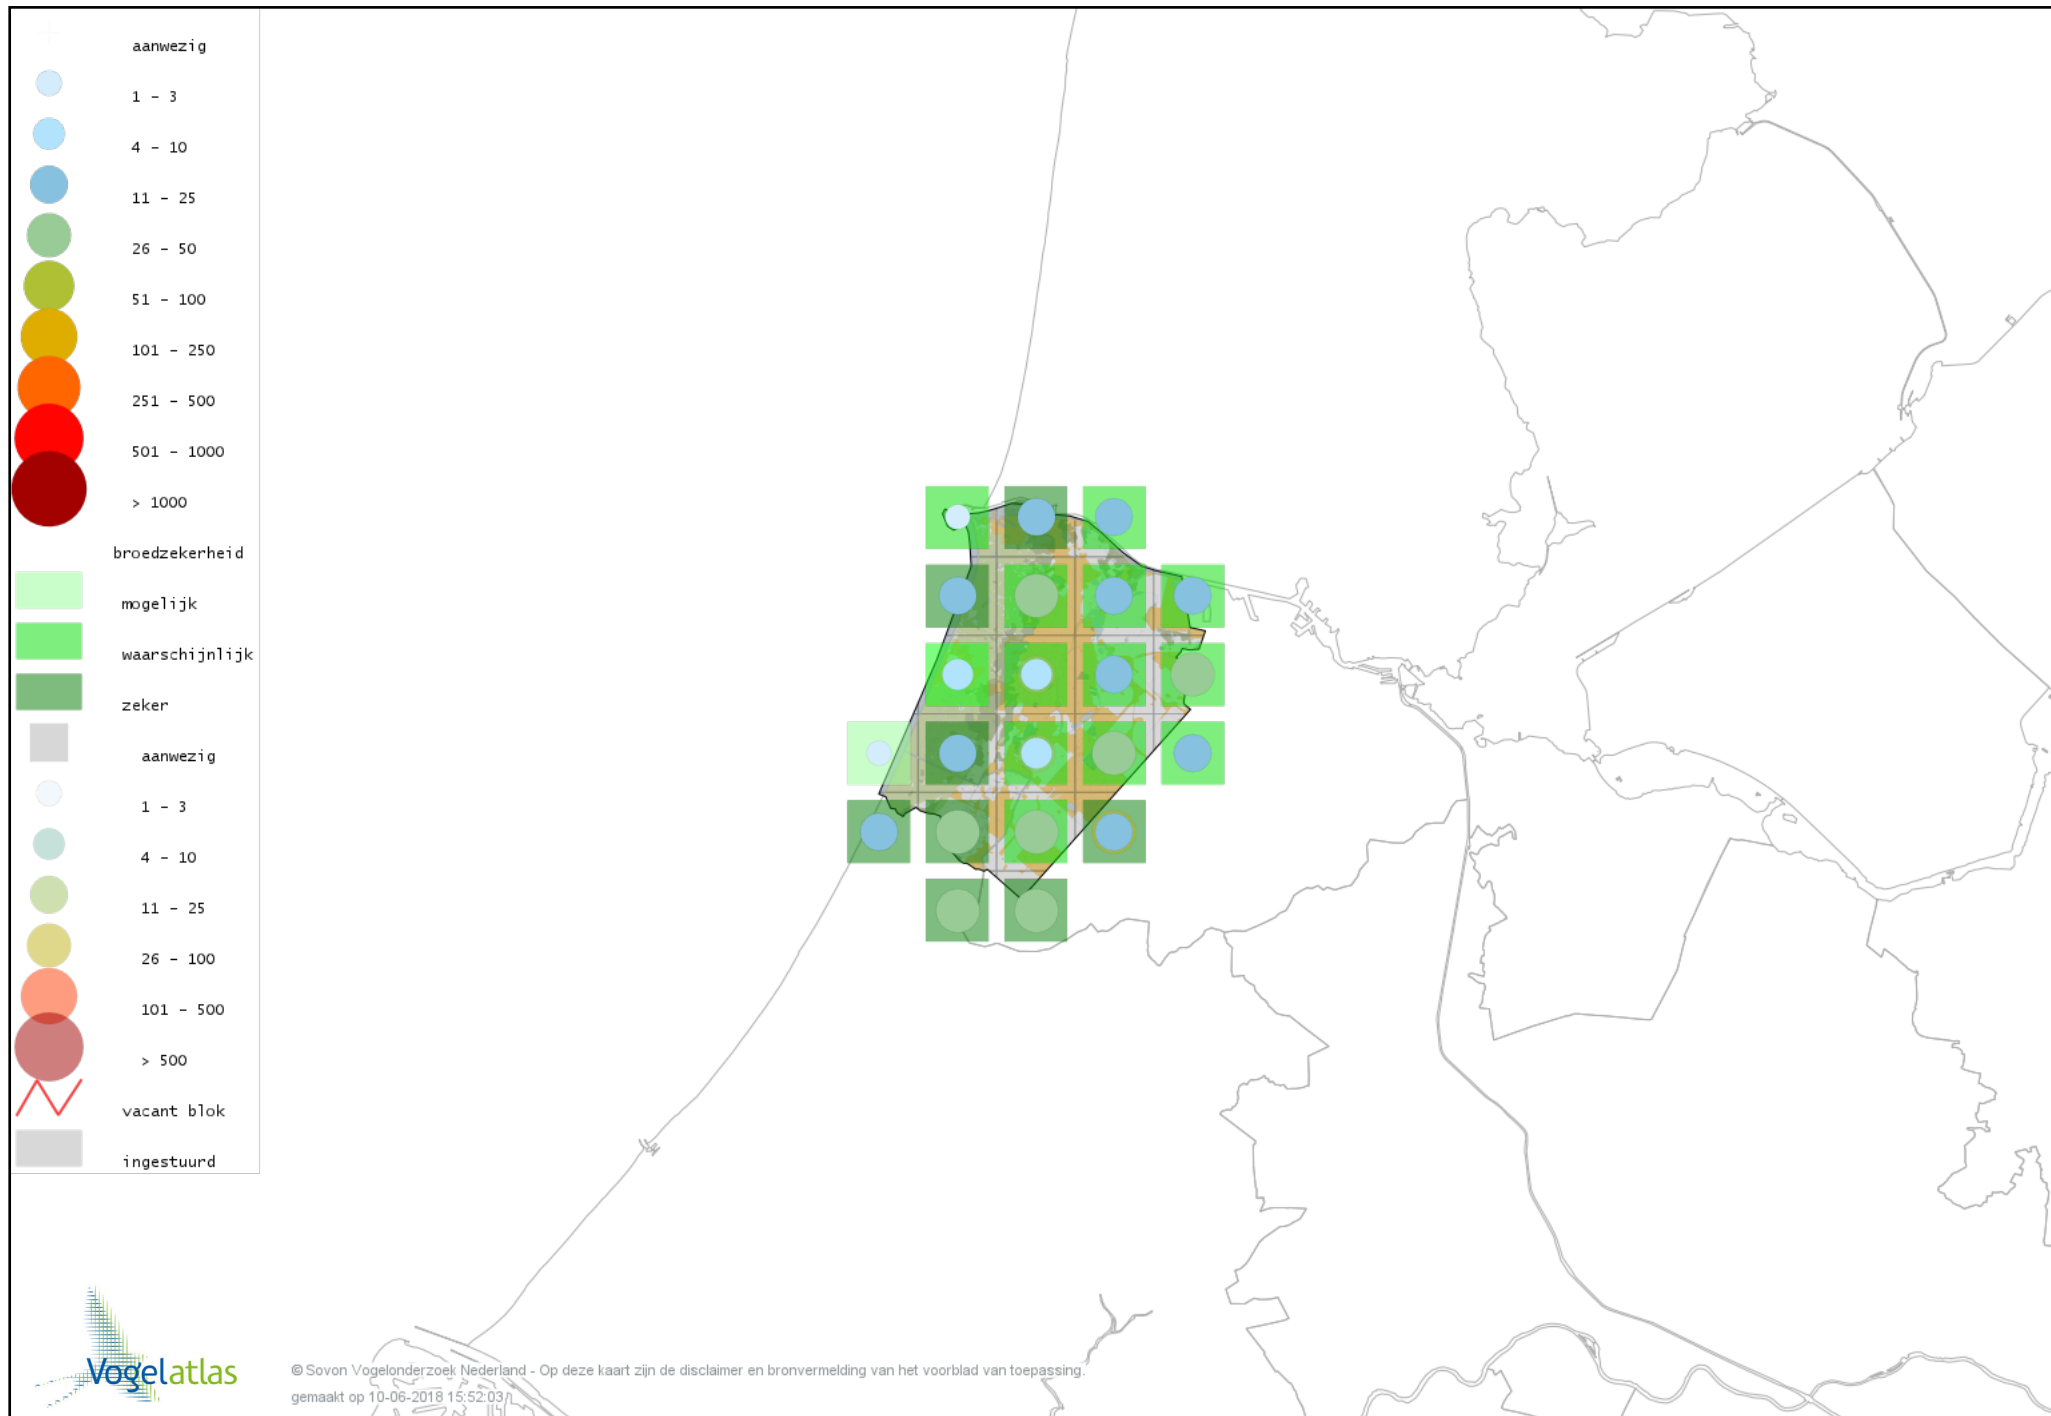 aanwezig
1 - 3
4 - 10
11 - 25
26 - 50
51 - 100
101 - 250
251 - 500
501 - 1000
> 1000
broedzekerheid
mogelijk
waarschijnlijk
zeker
aanwezig
1 - 3
4 - 10
11 - 25
26 - 100
101 - 500
> 500
vacant blok
ingestuurd
Vogelatlas
© Sovon Vogelonderzoek Nederland - Op deze kaart zijn de disclaimer en bronvermelding van het voorblad van toepassing.
gemaakt op 10-06-2018 15:52:03